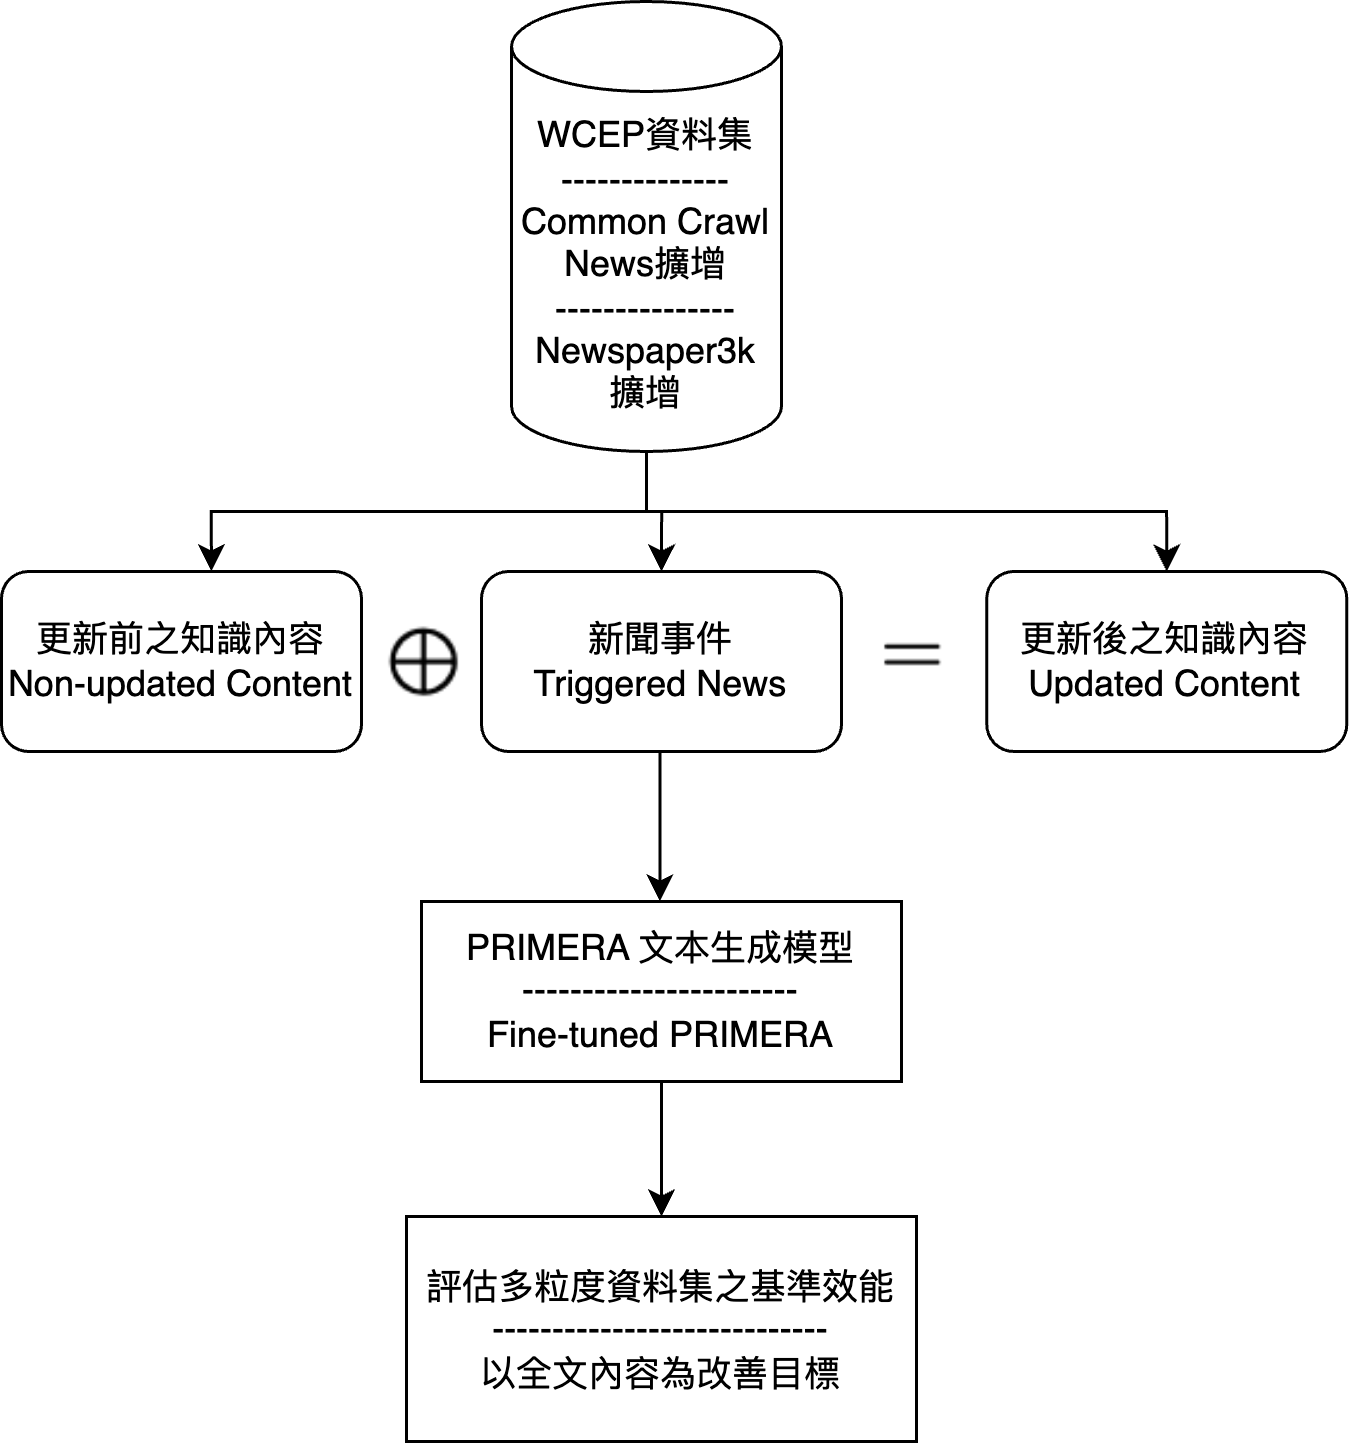 WCEP資料集
--------------
Common Crawl
News擴增
---------------
Newspaper3k
擴增
更新前之知識內容
Non-updated Content
⊕
新聞事件
Triggered News
=
更新後之知識內容
Updated Content
PRIMERA 文本生成模型
-----------------------
Fine-tuned PRIMERA
評估多粒度資料集之基準效能
----------------------------
以全文內容為改善目標